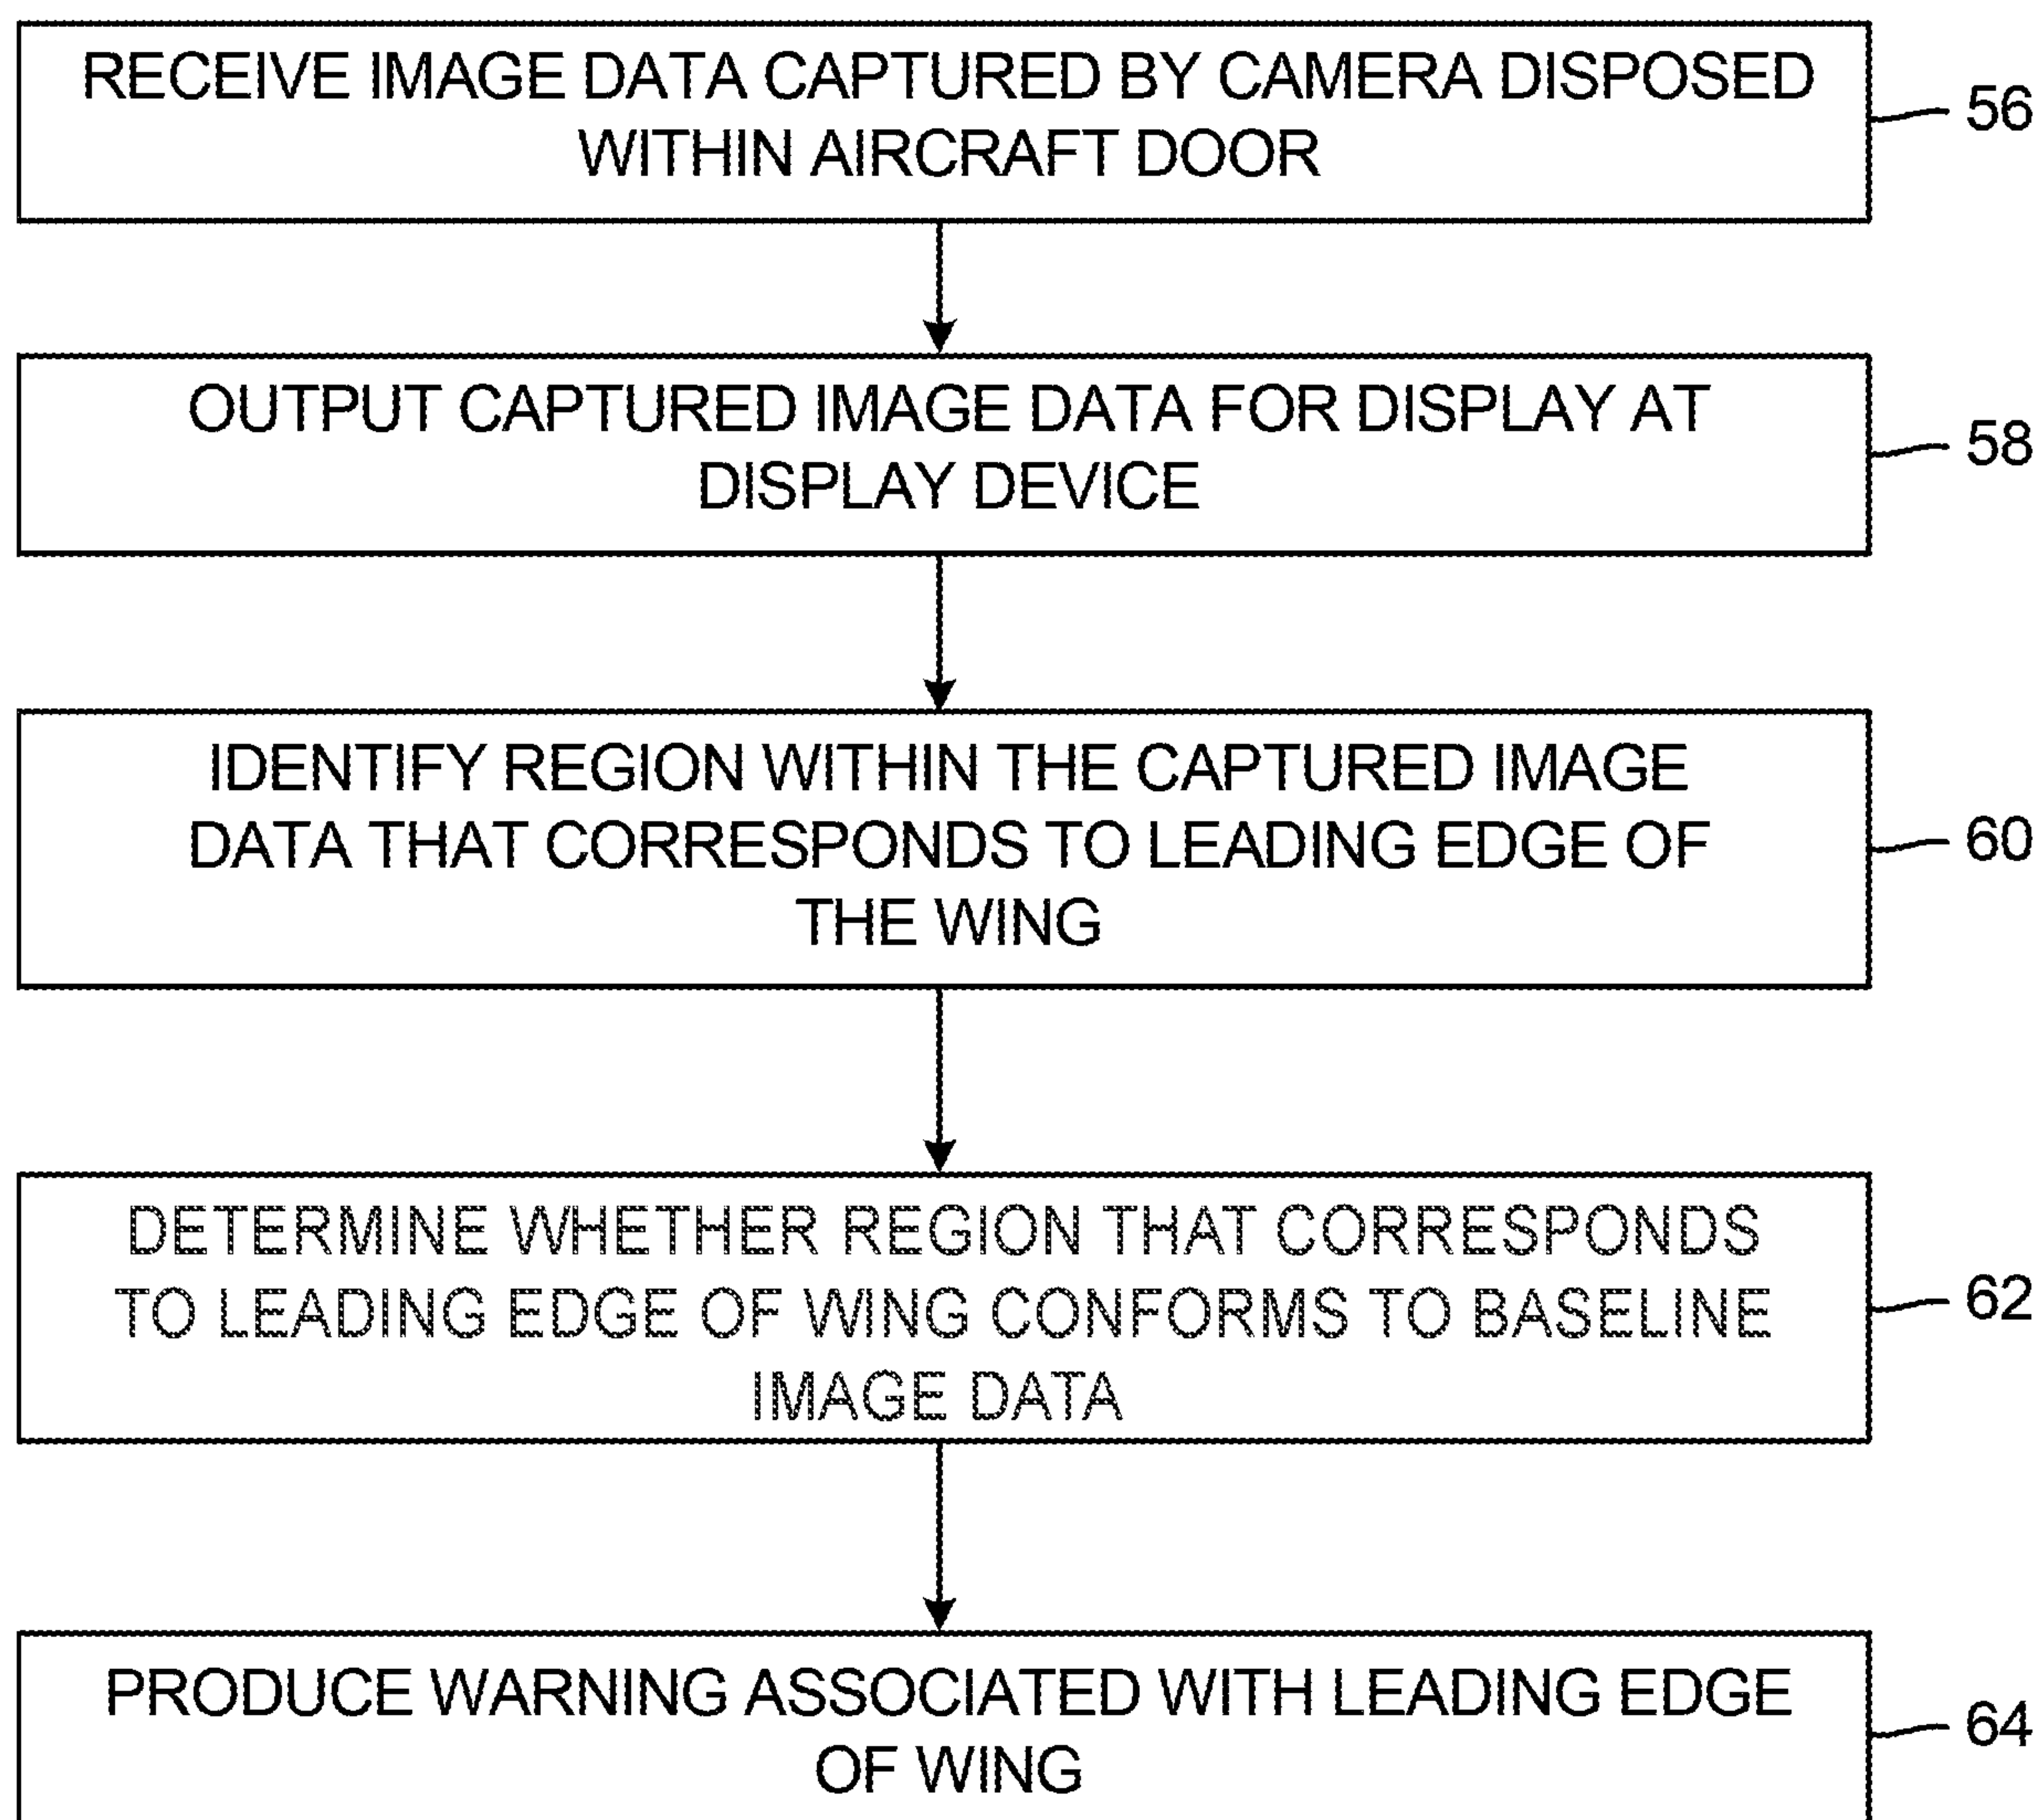 RECEIVE IMAGE DATA CAPTURED BY CAMERA DISPOSED
WITHIN AIRCRAFT DOOR
56
OUTPUT CAPTURED IMAGE DATA FOR DISPLAY AT
DISPLAY DEVICE
58
IDENTIFY REGION WITHIN THE CAPTURED IMAGE
DATA THAT CORRESPONDS TO LEADING EDGE OF
THE WING
60
DETERMINE WHETHER REGION THAT CORRESPONDS
TO LEADING EDGE OF WING CONFORMS TO BASELINE
IMAGE DATA
62
PRODUCE WARNING ASSOCIATED WITH LEADING EDGE
OF WING
64